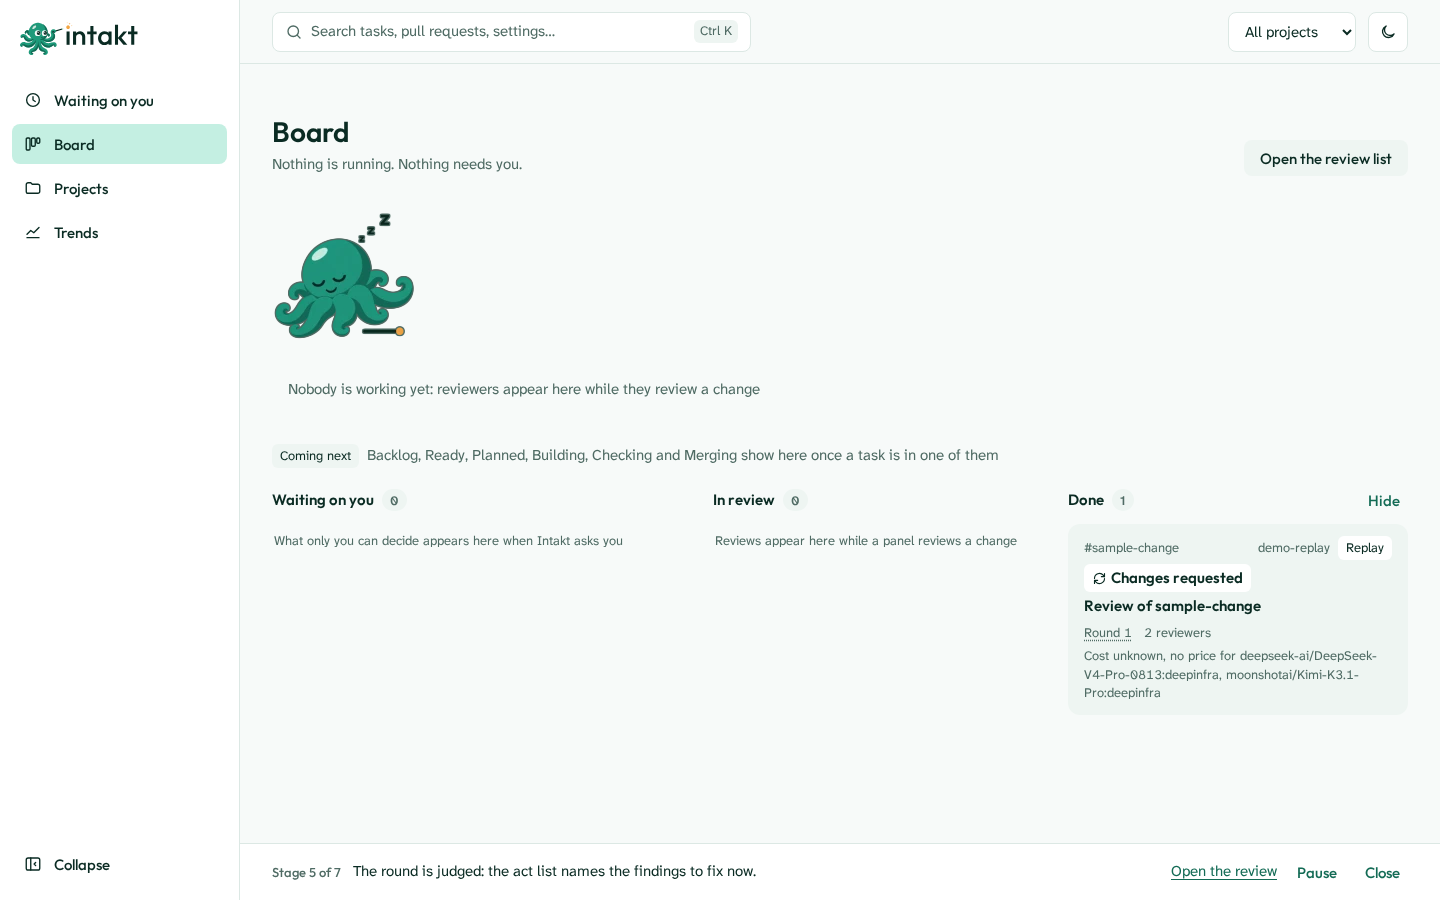 intakt
Search tasks, pull requests, settings...
Ctrl K
All projects
Waiting on you
Board
Projects
Trends
Board
Nothing is running. Nothing needs you.
Open the review list
z z z
Nobody is working yet: reviewers appear here while they review a change
Coming next
Backlog, Ready, Planned, Building, Checking and Merging show here once a task is in one of them
Waiting on you 0
What only you can decide appears here when Intakt asks you
In review 0
Reviews appear here while a panel reviews a change
Done 1
Hide
#sample-change
demo-replay
Replay
Changes requested
Review of sample-change
Round 1 2 reviewers
Cost unknown, no price for deepseek-ai/DeepSeek-
V4-Pro-0813:deepinfra, moonshotai/Kimi-K3.1-
Pro:deepinfra
Collapse
Stage 5 of 7
The round is judged: the act list names the findings to fix now.
Open the review
Pause
Close